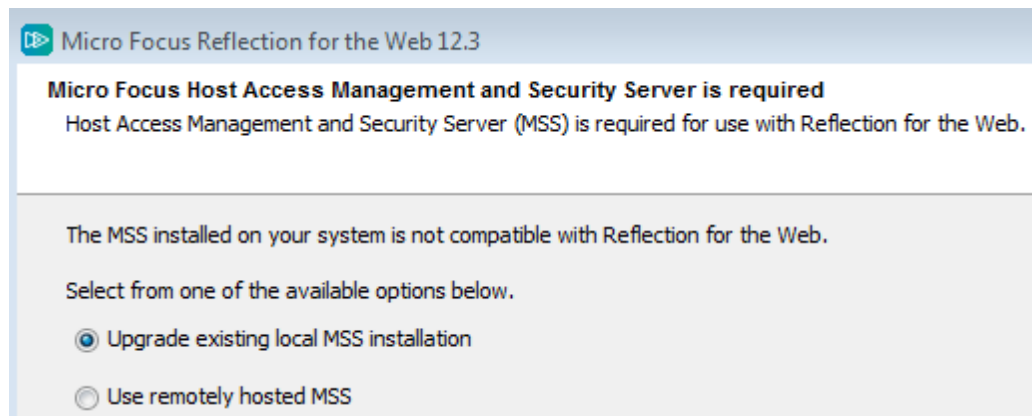 Micro Focus Reflection for the Web 12.3
Micro Focus Host Access Management and Security Server is required
Host Access Management and Security Server (MSS) is required for use with Reflection for the Web.
The MSS installed on your system is not compatible with Reflection for the Web.
Select from one of the available options below.
Upgrade existing local MSS installation
Use remotely hosted MSS